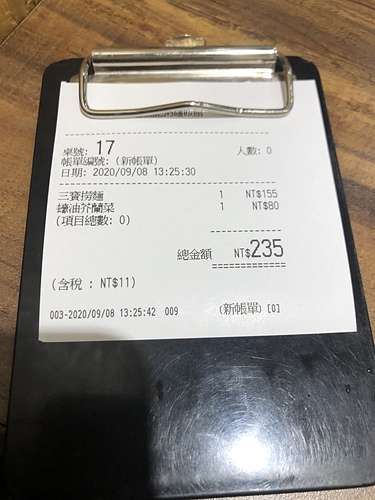 桌號: 17 人數: 0
帳單編號: (新帳單)
日期: 2020/09/08 13:25:30
三寶撈麵 1 NT$155
蠔油芥蘭菜 1 NT$80
(項目總數: 0)
總金額 NT$235
(含稅 : NT$11)
003-2020/09/08 13:25:42 009 (新帳單) [0]